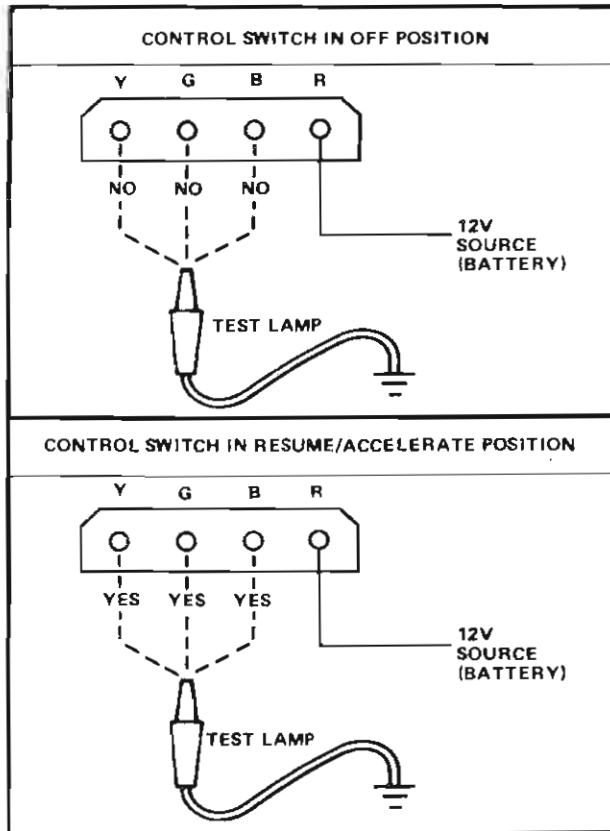 CONTROL SWITCH IN OFF POSITION
Y G B R
NO NO NO
12V
SOURCE
(BATTERY)
TEST LAMP
CONTROL SWITCH IN RESUME/ACCELERATE POSITION
Y G B R
YES YES YES
12V
SOURCE
(BATTERY)
TEST LAMP